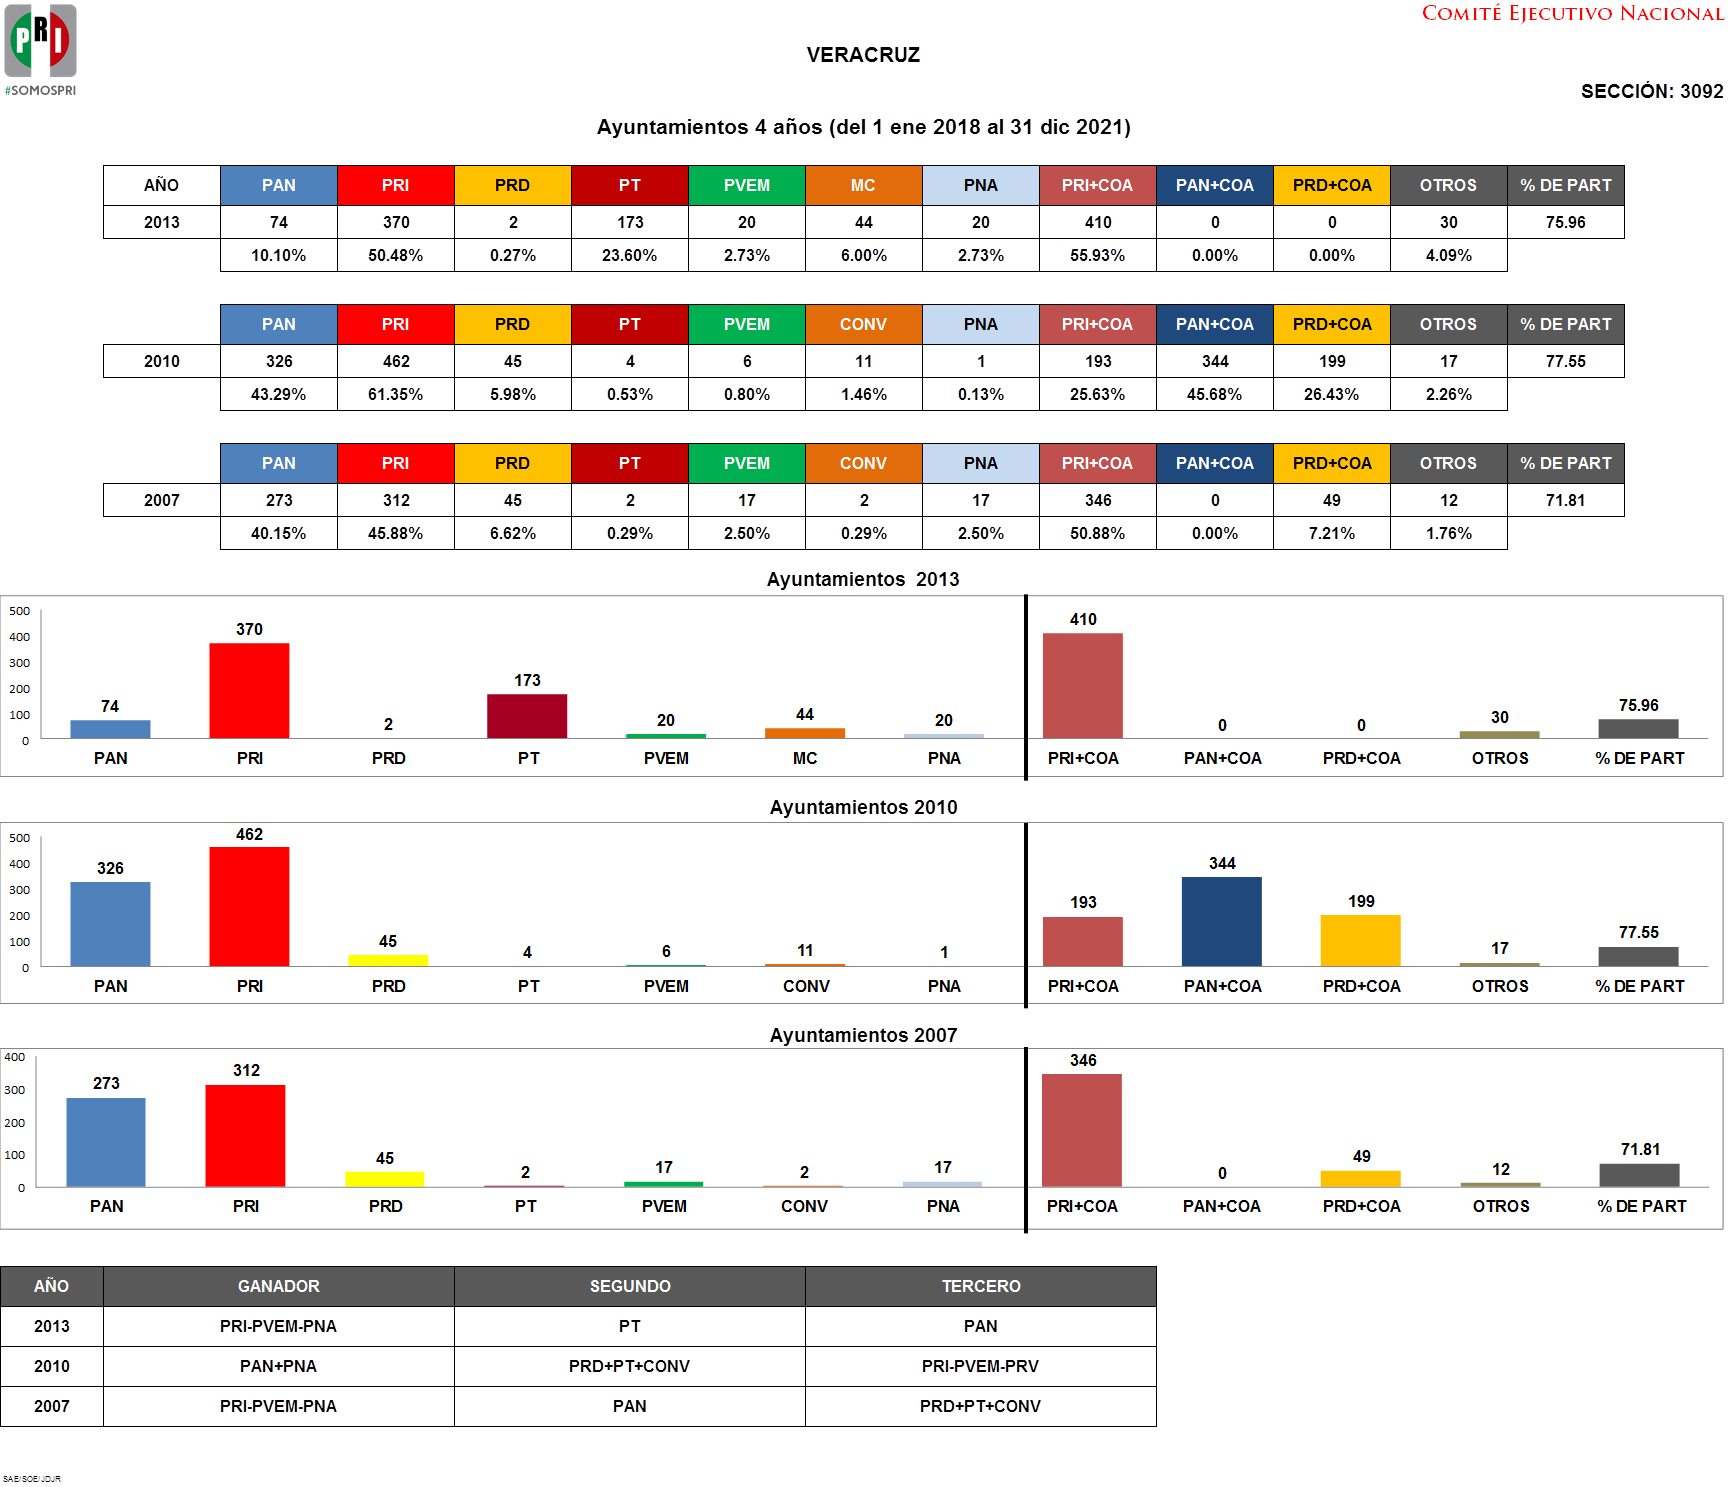 PRI
#SOMOSPRI
COMITÉ EJECUTIVO NACIONAL
VERACRUZ
SECCIÓN: 3092
Ayuntamientos 4 años (del 1 ene 2018 al 31 dic 2021)
AÑO PAN PRI PRD PT PVEM MC PNA PRI+COA PAN+COA PRD+COA OTROS % DE PART
2013 74 370 2 173 20 44 20 410 0 0 30 75.96
10.10% 50.48% 0.27% 23.60% 2.73% 6.00% 2.73% 55.93% 0.00% 0.00% 4.09%
PAN PRI PRD PT PVEM CONV PNA PRI+COA PAN+COA PRD+COA OTROS % DE PART
2010 326 462 45 4 6 11 1 193 344 199 17 77.55
43.29% 61.35% 5.98% 0.53% 0.80% 1.46% 0.13% 25.63% 45.68% 26.43% 2.26%
PAN PRI PRD PT PVEM CONV PNA PRI+COA PAN+COA PRD+COA OTROS % DE PART
2007 273 312 45 2 17 2 17 346 0 49 12 71.81
40.15% 45.88% 6.62% 0.29% 2.50% 0.29% 2.50% 50.88% 0.00% 7.21% 1.76%
Ayuntamientos 2013
500
400
300
200
100
0
74 370 2 173 20 44 20 410 0 0 30 75.96
PAN PRI PRD PT PVEM MC PNA PRI+COA PAN+COA PRD+COA OTROS % DE PART
Ayuntamientos 2010
500
400
300
200
100
0
326 462 45 4 6 11 1 193 344 199 17 77.55
PAN PRI PRD PT PVEM CONV PNA PRI+COA PAN+COA PRD+COA OTROS % DE PART
Ayuntamientos 2007
400
300
200
100
0
273 312 45 2 17 2 17 346 0 49 12 71.81
PAN PRI PRD PT PVEM CONV PNA PRI+COA PAN+COA PRD+COA OTROS % DE PART
AÑO GANADOR SEGUNDO TERCERO
2013 PRI-PVEM-PNA PT PAN
2010 PAN+PNA PRD+PT+CONV PRI-PVEM-PRV
2007 PRI-PVEM-PNA PAN PRD+PT+CONV
SAE/SOE/JDJR